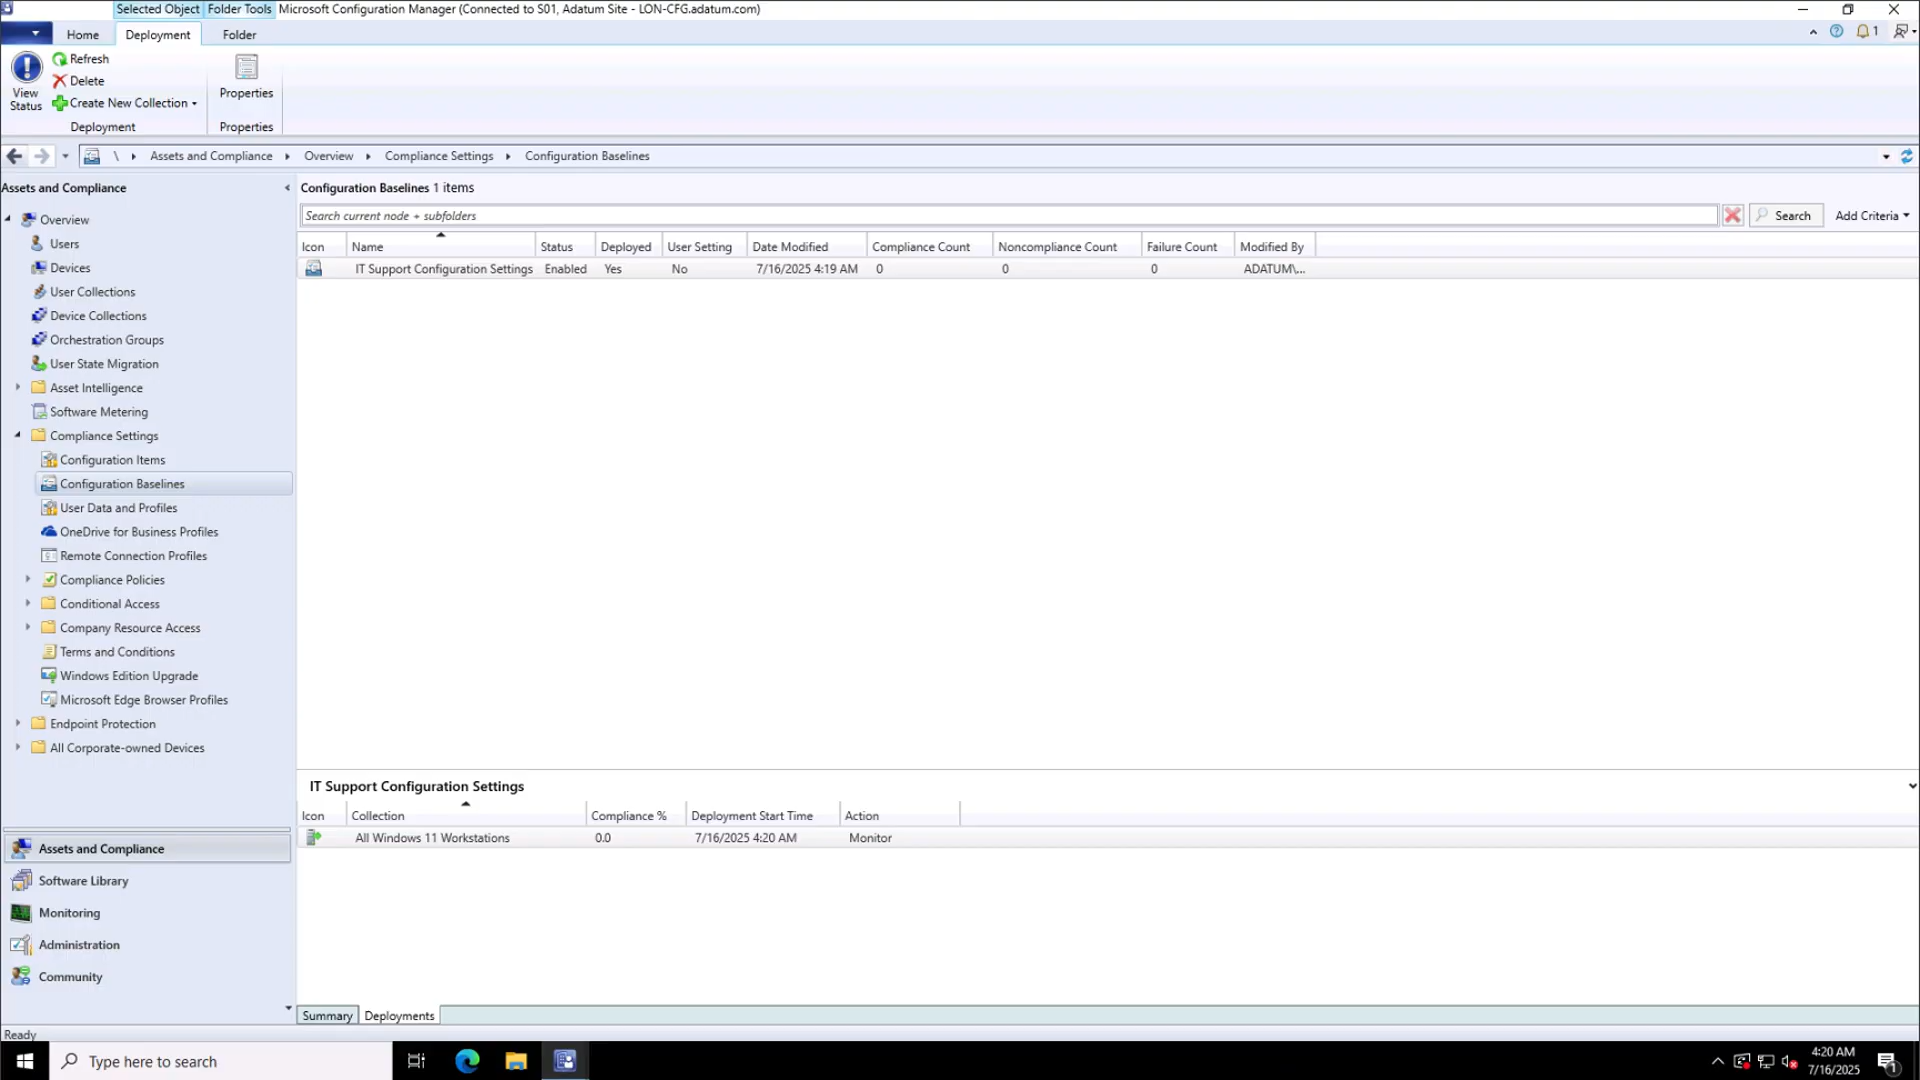 Selected Object Folder Tools Microsoft Configuration Manager (Connected to S01, Adatum Site - LON-CFG.adatum.com)
Home Deployment Folder
1
View Status
Refresh
Delete
Create New Collection
Deployment
Properties
Properties
\ Assets and Compliance Overview Compliance Settings Configuration Baselines
Assets and Compliance
Overview
Users
Devices
User Collections
Device Collections
Orchestration Groups
User State Migration
Asset Intelligence
Software Metering
Compliance Settings
Configuration Items
Configuration Baselines
User Data and Profiles
OneDrive for Business Profiles
Remote Connection Profiles
Compliance Policies
Conditional Access
Company Resource Access
Terms and Conditions
Windows Edition Upgrade
Microsoft Edge Browser Profiles
Endpoint Protection
All Corporate-owned Devices
Assets and Compliance
Software Library
Monitoring
Administration
Community
Configuration Baselines 1 items
Search current node + subfolders
Search Add Criteria
Icon Name Status Deployed User Setting Date Modified Compliance Count Noncompliance Count Failure Count Modified By
IT Support Configuration Settings Enabled Yes No 7/16/2025 4:19 AM 0 0 0 ADATUM\...
IT Support Configuration Settings
Icon Collection Compliance % Deployment Start Time Action
All Windows 11 Workstations 0.0 7/16/2025 4:20 AM Monitor
Summary Deployments
Ready
Type here to search
4:20 AM
7/16/2025
1